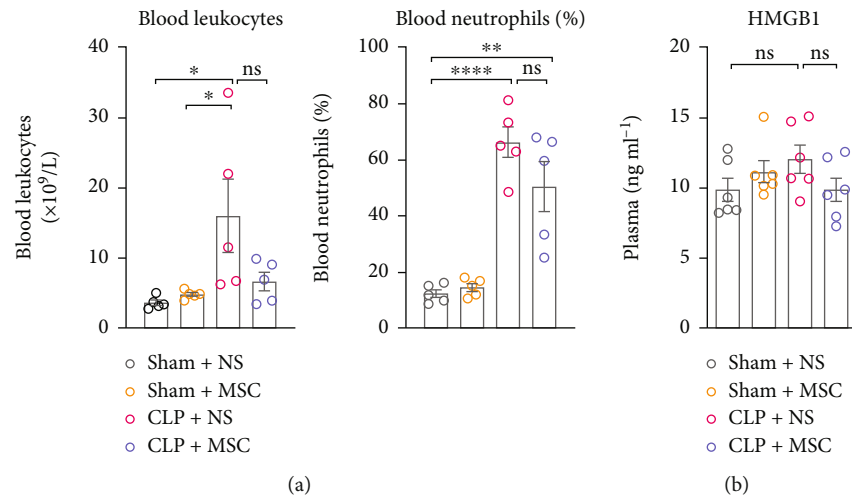 Blood leukocytes
Blood leukocytes
(×10⁹/L)
40
30
20
10
0
*
*
ns
Sham + NS
Sham + MSC
CLP + NS
CLP + MSC
Blood neutrophils (%)
Blood neutrophils (%)
100
80
60
40
20
0
**
****
ns
(a)
HMGB1
Plasma (ng ml⁻¹)
20
15
10
5
0
ns
ns
Sham + NS
Sham + MSC
CLP + NS
CLP + MSC
(b)